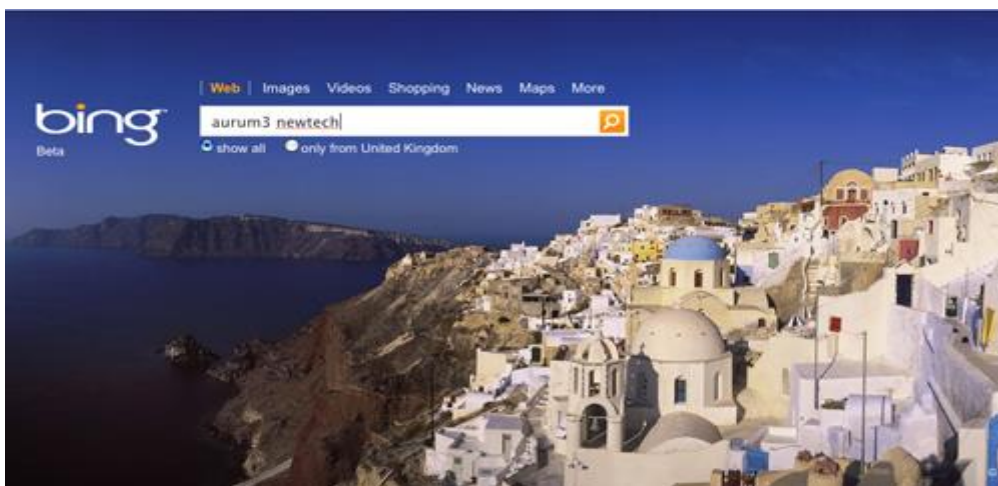 Web Images Videos Shopping News Maps More
bing
aurum3 newtech
Beta
show all only from United Kingdom